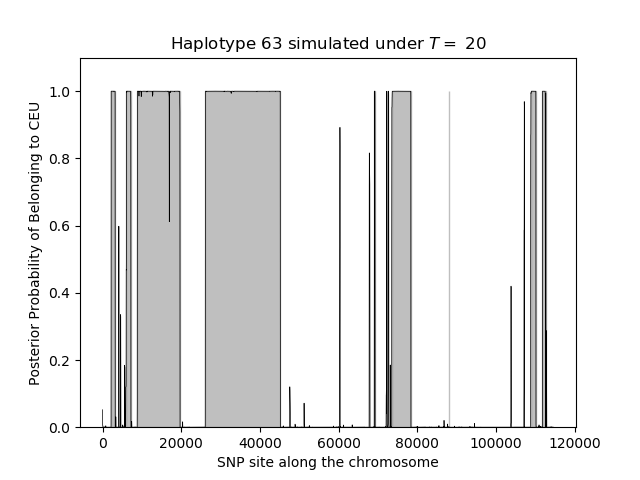 Haplotype 63 simulated under T = 20
Posterior Probability of Belonging to CEU
1.0
0.8
0.6
0.4
0.2
0.0
0 20000 40000 60000 80000 100000 120000
SNP site along the chromosome